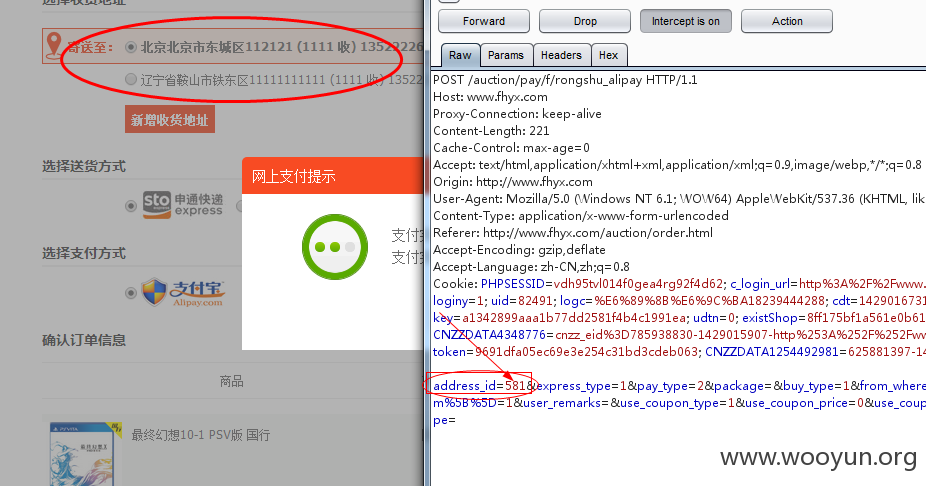 选择收货地址
寄送至： 北京北京市东城区112121 (1111 收) 13522226
辽宁省鞍山市铁东区11111111111 (1111 收) 13522
新增收货地址
选择送货方式
sto 申通快递 express
选择支付方式
支付宝 Alipay.com
确认订单信息
商品
PSVITA
最终幻想10-1 PSV版 国行
网上支付提示
支付
支付
Forward Drop Intercept is on Action
Raw Params Headers Hex
POST /auction/pay/f/rongshu_alipay HTTP/1.1
Host: www.fhyx.com
Proxy-Connection: keep-alive
Content-Length: 221
Cache-Control: max-age=0
Accept: text/html,application/xhtml+xml,application/xml;q=0.9,image/webp,*/*;q=0.8
Origin: http://www.fhyx.com
User-Agent: Mozilla/5.0 (Windows NT 6.1; WOW64) AppleWebKit/537.36 (KHTML, lik
Content-Type: application/x-www-form-urlencoded
Referer: http://www.fhyx.com/auction/order.html
Accept-Encoding: gzip,deflate
Accept-Language: zh-CN,zh;q=0.8
Cookie: PHPSESSID=vdh95tvl014f0gea4rg92f4d62; c_login_url=http%3A%2F%2Fwww.
loginy=1; uid=82491; logc=%E6%89%8B%E6%9C%BA18239444288; cdt=1429016731
key=a1342899aaa1b77dd2581f4b4c1991ea; udtn=0; existShop=8ff175bf1a561e0b61
CNZZDATA4348776=cnzz_eid%3D785938830-1429015907-http%253A%252F%252Fww
token=9691dfa05ec69e3e254c31bd3cdeb063; CNZZDATA1254492981=625881397-14
address_id=581&express_type=1&pay_type=2&package=&buy_type=1&from_where
m%5B%5D=1&user_remarks=&use_coupon_type=1&use_coupon_price=0&use_cou
pe=
www.wooyun.org